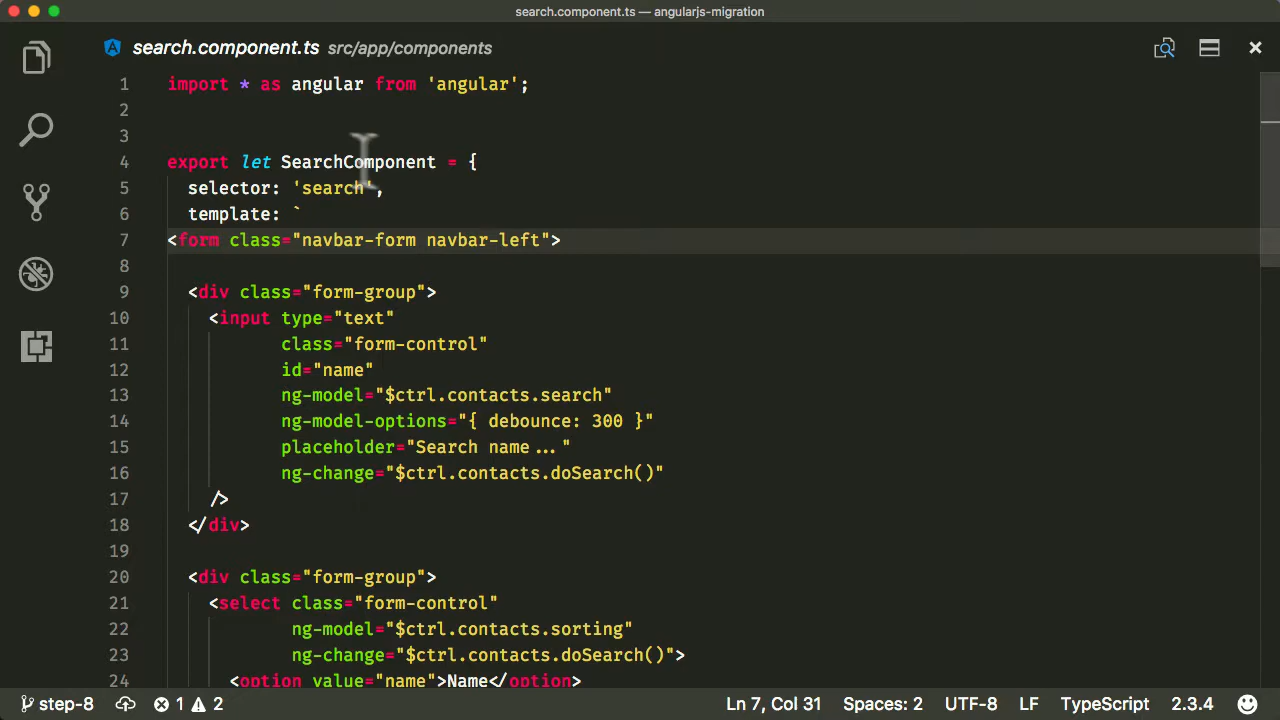 search.component.ts — angularjs-migration
search.component.ts src/app/components
1 import * as angular from 'angular';
2
3
4 export let SearchComponent = {
5 selector: 'search',
6 template: `
7 <form class="navbar-form navbar-left">
8
9 <div class="form-group">
10 <input type="text"
11 class="form-control"
12 id="name"
13 ng-model="$ctrl.contacts.search"
14 ng-model-options="{ debounce: 300 }"
15 placeholder="Search name..."
16 ng-change="$ctrl.contacts.doSearch()"
17 />
18 </div>
19
20 <div class="form-group">
21 <select class="form-control"
22 ng-model="$ctrl.contacts.sorting"
23 ng-change="$ctrl.contacts.doSearch()">
24 <option value="name">Name</option>
step-8 1 2 Ln 7, Col 31 Spaces: 2 UTF-8 LF TypeScript 2.3.4